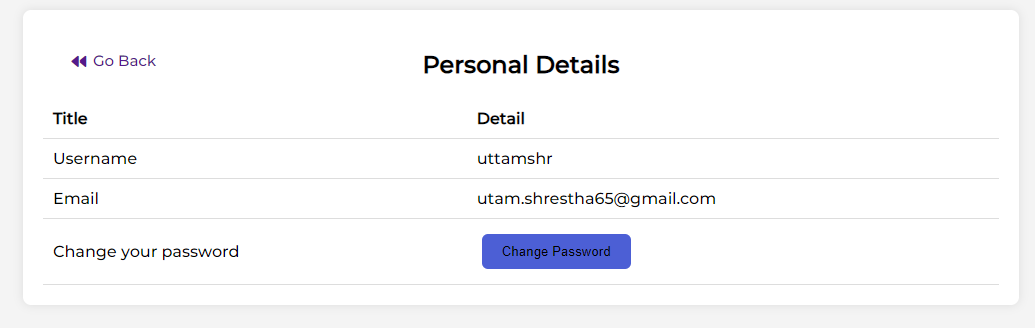 Go Back
Personal Details
Title Detail
Username uttamshr
Email utam.shrestha65@gmail.com
Change your password Change Password